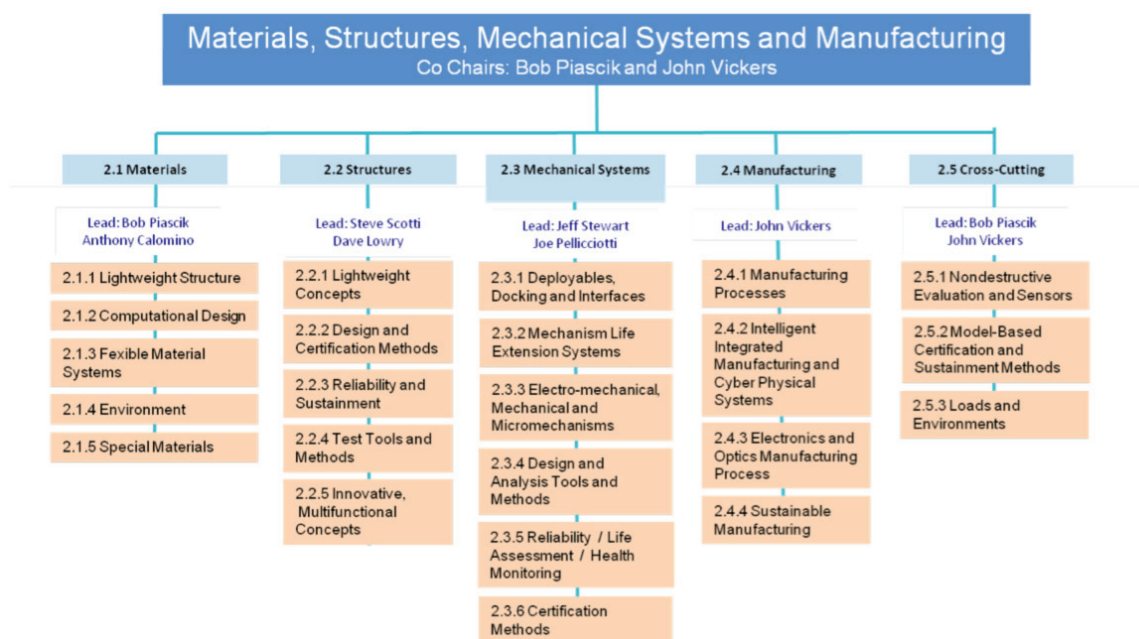 Materials, Structures, Mechanical Systems and Manufacturing
Co Chairs: Bob Piascik and John Vickers
2.1 Materials
Lead: Bob Piascik
Anthony Calomino
2.1.1 Lightweight Structure
2.1.2 Computational Design
2.1.3 Fexible Material
Systems
2.1.4 Environment
2.1.5 Special Materials
2.2 Structures
Lead: Steve Scotti
Dave Lowry
2.2.1 Lightweight
Concepts
2.2.2 Design and
Certification Methods
2.2.3 Reliability and
Sustainment
2.2.4 Test Tools and
Methods
2.2.5 Innovative,
Multifunctional
Concepts
2.3 Mechanical Systems
Lead: Jeff Stewart
Joe Pellicciotti
2.3.1 Deployables,
Docking and Interfaces
2.3.2 Mechanism Life
Extension Systems
2.3.3 Electro-mechanical,
Mechanical and
Micromechanisms
2.3.4 Design and
Analysis Tools and
Methods
2.3.5 Reliability / Life
Assessment / Health
Monitoring
2.3.6 Certification
Methods
2.4 Manufacturing
Lead: John Vickers
2.4.1 Manufacturing
Processes
2.4.2 Intelligent
Integrated
Manufacturing and
Cyber Physical
Systems
2.4.3 Electronics and
Optics Manufacturing
Process
2.4.4 Sustainable
Manufacturing
2.5 Cross-Cutting
Lead: Bob Piascik
John Vickers
2.5.1 Nondestructive
Evaluation and Sensors
2.5.2 Model-Based
Certification and
Sustainment Methods
2.5.3 Loads and
Environments